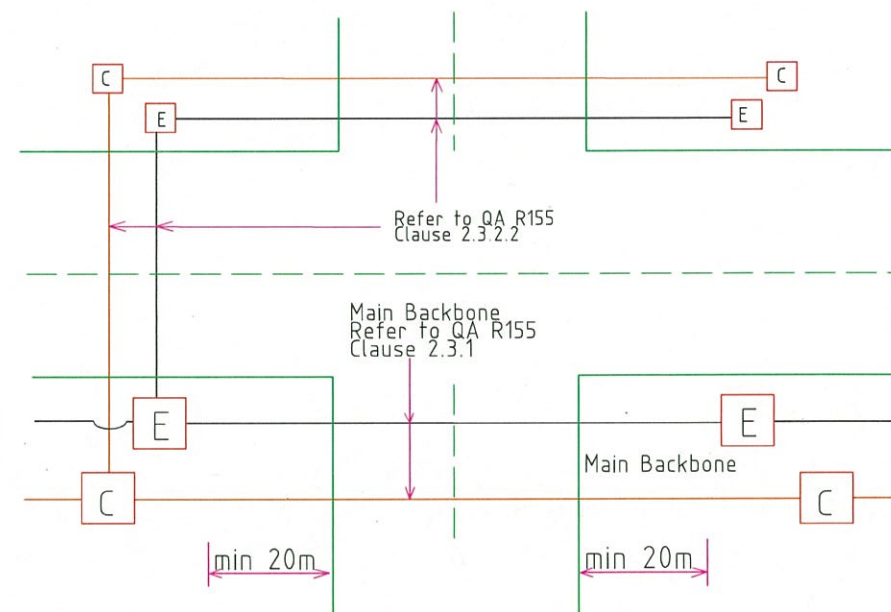 C
C
E
E
Refer to QA R155
Clause 2.3.2.2
Main Backbone
Refer to QA R155
Clause 2.3.1
E
E
Main Backbone
C
C
min 20m
min 20m